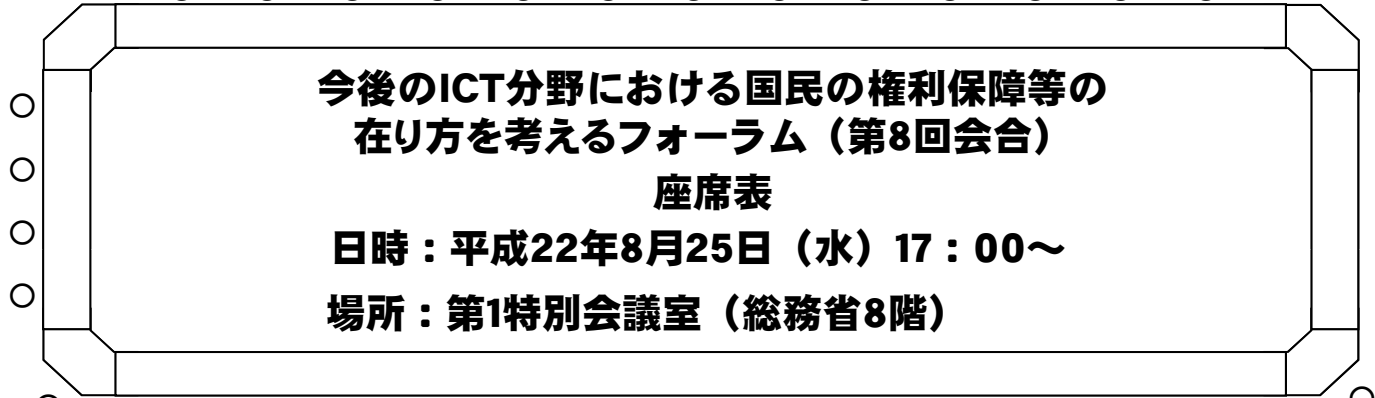 今後のICT分野における国民の権利保障等の
在り方を考えるフォーラム（第8回会合）
座席表
日時：平成22年8月25日（水）17：00～
場所：第1特別会議室（総務省8階）